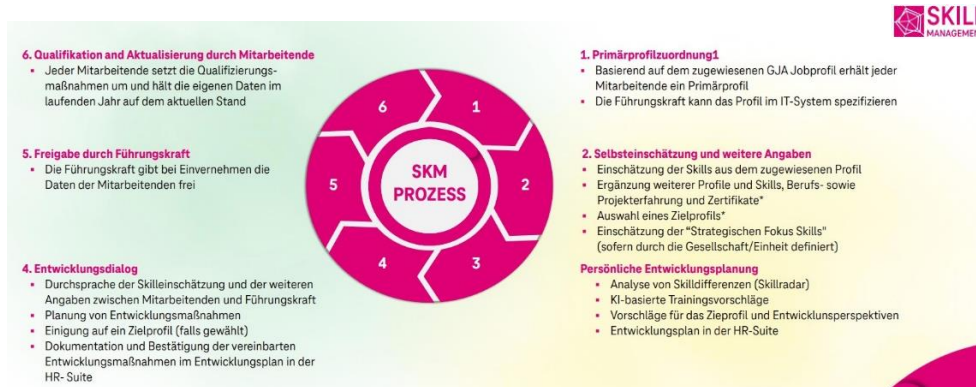 SKILL
MANAGEMEN
6. Qualifikation and Aktualisierung durch Mitarbeitende
▪ Jeder Mitarbeitende setzt die Qualifizierungs-
maßnahmen um und hält die eigenen Daten im
laufenden Jahr auf dem aktuellen Stand
5. Freigabe durch Führungskraft
▪ Die Führungskraft gibt bei Einvernehmen die
Daten der Mitarbeitenden frei
4. Entwicklungsdialog
▪ Durchsprache der Skilleinschätzung und der weiteren
Angaben zwischen Mitarbeitenden und Führungskraft
▪ Planung von Entwicklungsmaßnahmen
▪ Einigung auf ein Zielprofil (falls gewählt)
▪ Dokumentation und Bestätigung der vereinbarten
Entwicklungsmaßnahmen im Entwicklungsplan in der
HR- Suite
6 1
5 2
4 3
SKM
PROZESS
1. Primärprofilzuordnung1
▪ Basierend auf dem zugewiesenen GJA Jobprofil erhält jeder
Mitarbeitende ein Primärprofil
▪ Die Führungskraft kann das Profil im IT-System spezifizieren
2. Selbsteinschätzung und weitere Angaben
▪ Einschätzung der Skills aus dem zugewiesenen Profil
▪ Ergänzung weiterer Profile und Skills, Berufs- sowie
Projekterfahrung und Zertifikate*
▪ Auswahl eines Zielprofils*
▪ Einschätzung der "Strategischen Fokus Skills"
(sofern durch die Gesellschaft/Einheit definiert)
Persönliche Entwicklungsplanung
▪ Analyse von Skilldifferenzen (Skillradar)
▪ KI-basierte Trainingsvorschläge
▪ Vorschläge für das Zieprofil und Entwicklunsperspektiven
▪ Entwicklungsplan in der HR-Suite